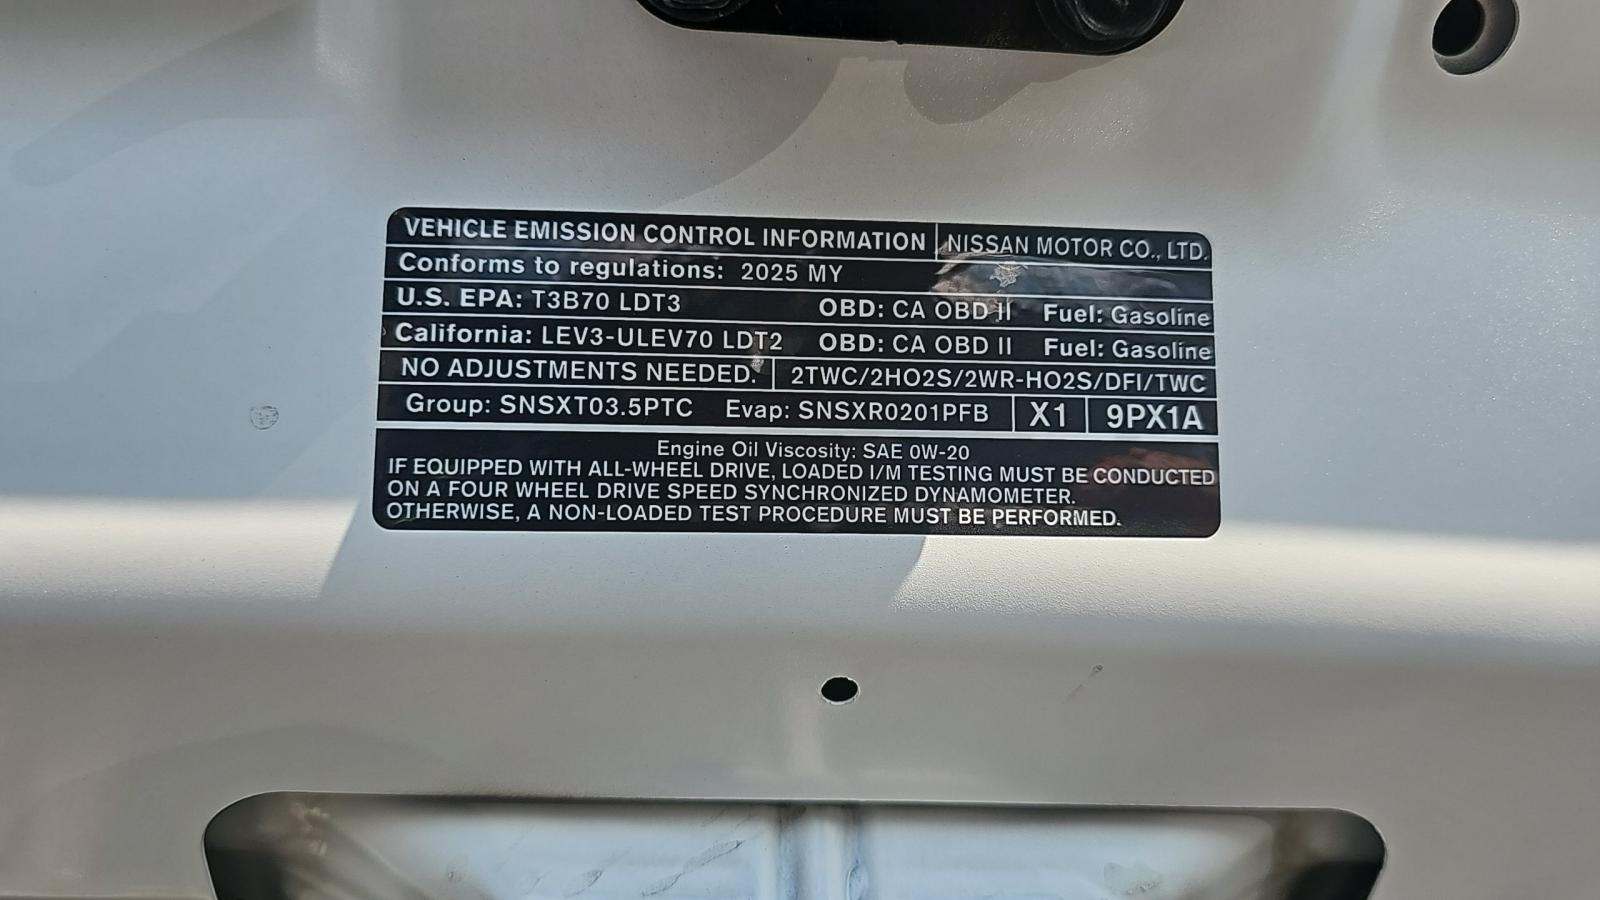 VEHICLE EMISSION CONTROL INFORMATION NISSAN MOTOR CO., LTD.
Conforms to regulations: 2025 MY
U.S. EPA: T3B70 LDT3 OBD: CA OBD II Fuel: Gasoline
California: LEV3-ULEV70 LDT2 OBD: CA OBD II Fuel: Gasoline
NO ADJUSTMENTS NEEDED. 2TWC/2HO2S/2WR-HO2S/DFI/TWC
Group: SNSXT03.5PTC Evap: SNSXR0201PFB X1 9PX1A
Engine Oil Viscosity: SAE 0W-20
IF EQUIPPED WITH ALL-WHEEL DRIVE, LOADED I/M TESTING MUST BE CONDUCTED
ON A FOUR WHEEL DRIVE SPEED SYNCHRONIZED DYNAMOMETER.
OTHERWISE, A NON-LOADED TEST PROCEDURE MUST BE PERFORMED.